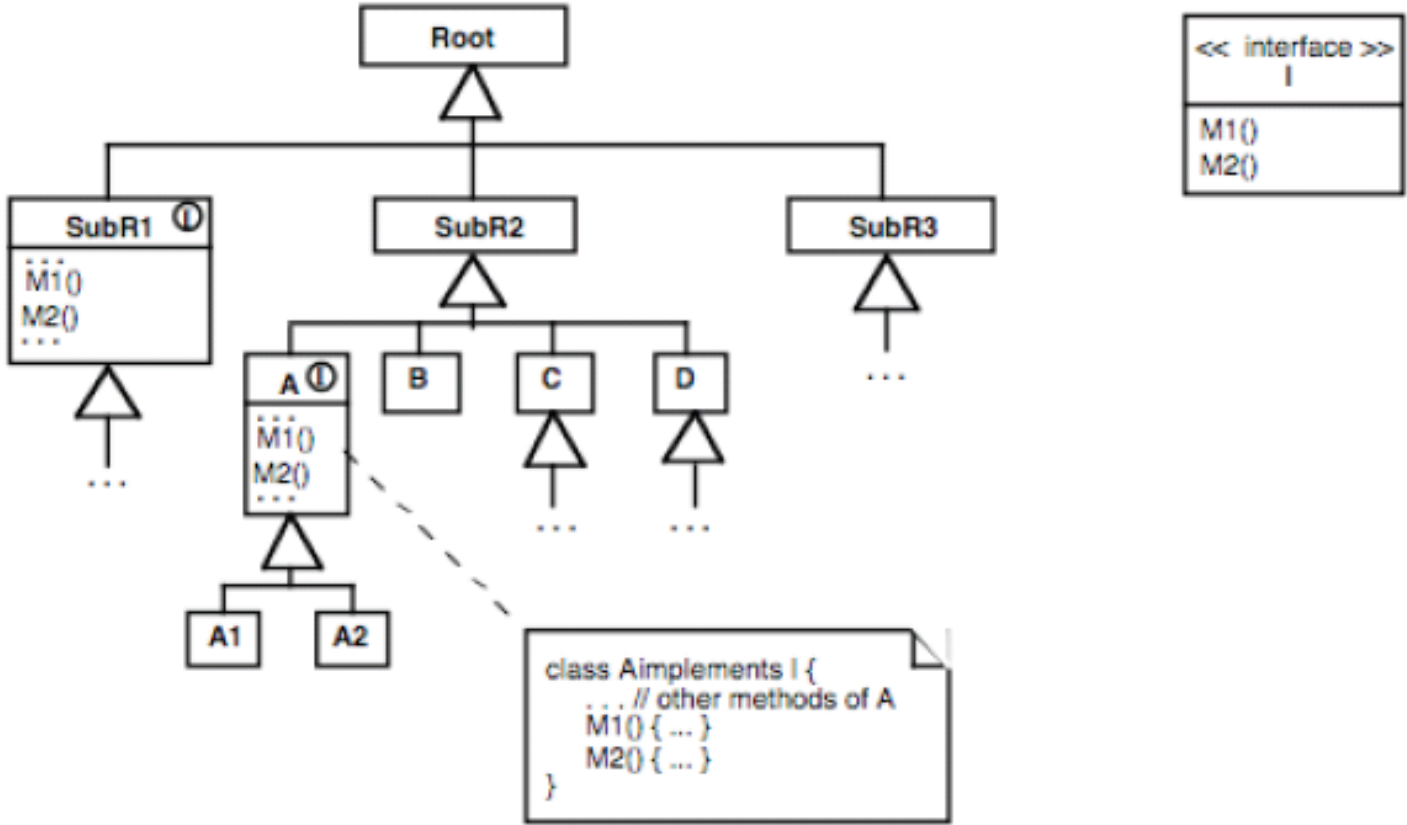 Root
<< interface >>
I
M1()
M2()
SubR1 I
. . .
M1()
M2()
. . .
SubR2
SubR3
. . .
. . .
A I
. . .
M1()
M2()
. . .
B
C
D
. . .
. . .
A1
A2
class Aimplements I {
. . . // other methods of A
M1() { ... }
M2() { ... }
}